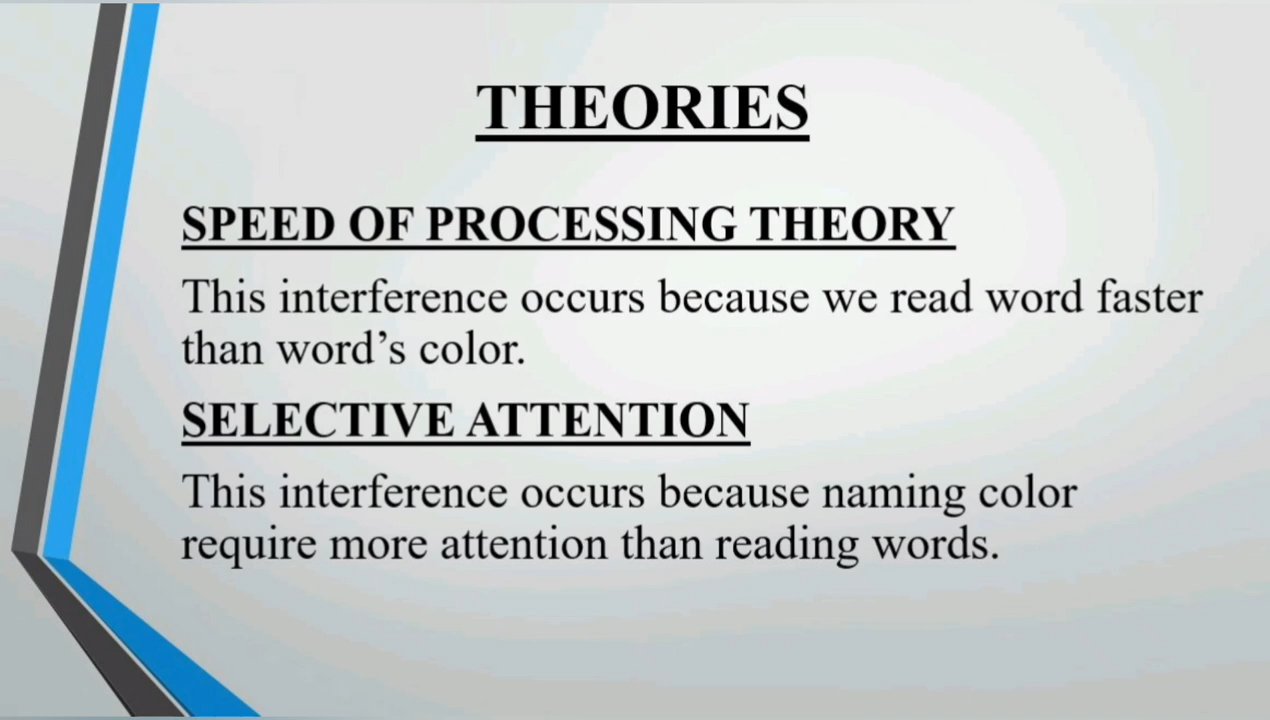 THEORIES
SPEED OF PROCESSING THEORY
This interference occurs because we read word faster
than word’s color.
SELECTIVE ATTENTION
This interference occurs because naming color
require more attention than reading words.